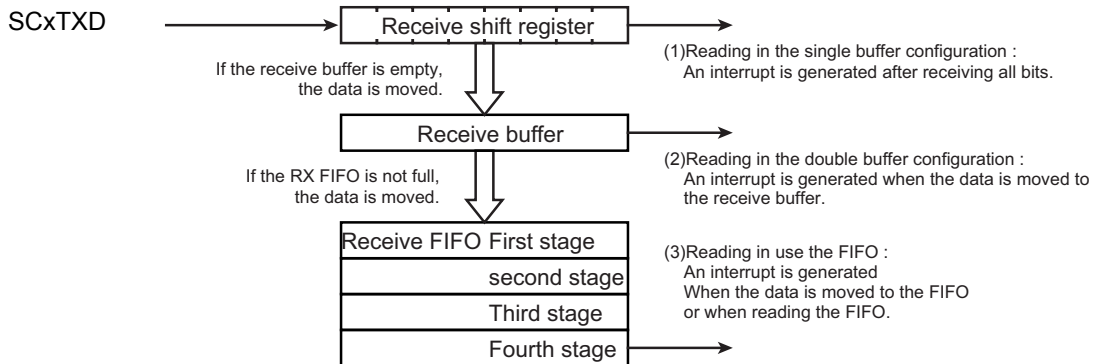 SCxTXD
Receive shift register
(1)Reading in the single buffer configuration :
An interrupt is generated after receiving all bits.
If the receive buffer is empty,
the data is moved.
Receive buffer
(2)Reading in the double buffer configuration :
An interrupt is generated when the data is moved to
the receive buffer.
If the RX FIFO is not full,
the data is moved.
Receive FIFO First stage
second stage
Third stage
Fourth stage
(3)Reading in use the FIFO :
An interrupt is generated
When the data is moved to the FIFO
or when reading the FIFO.